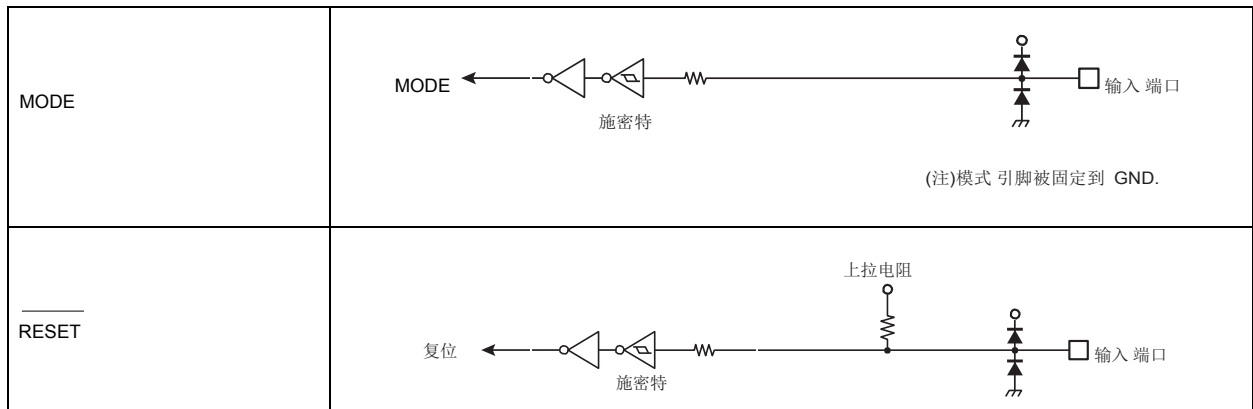 MODE
MODE
输入 端口
施密特
(注)模式 引脚被固定到 GND.
RESET
上拉电阻
复位
输入 端口
施密特